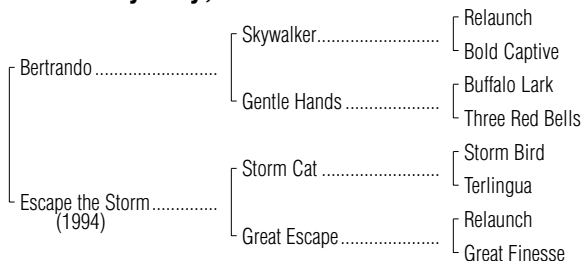 Relaunch
Skywalker....................
Bold Captive
Bertrando .........................
Buffalo Lark
Gentle Hands ....................
Three Red Bells
Storm Bird
Storm Cat .........................
Terlingua
Escape the Storm.............
(1994)
Relaunch
Great Escape....................
Great Finesse